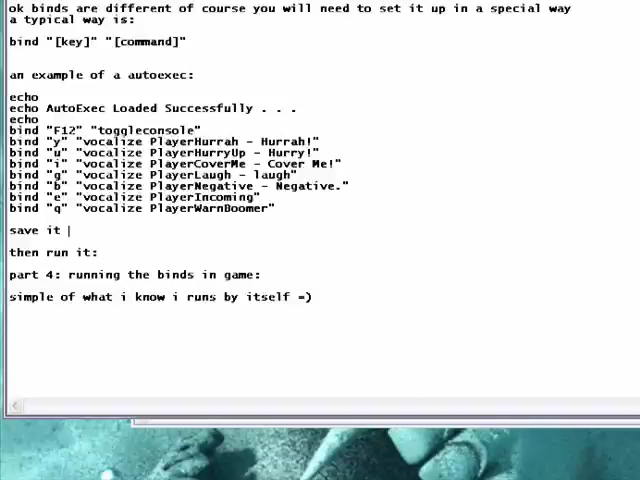 ok binds are different of course you will need to set it up in a special way
a typical way is:
bind "[key]" "[command]"
an example of a autoexec:
echo
echo AutoExec Loaded Successfully . . .
echo
bind "F12" "toggleconsole"
bind "y" "vocalize PlayerHurrah - Hurrah!"
bind "u" "vocalize PlayerHurryUp - Hurry!"
bind "i" "vocalize PlayerCoverMe - Cover Me!"
bind "g" "vocalize PlayerLaugh - laugh"
bind "b" "vocalize PlayerNegative - Negative."
bind "e" "vocalize PlayerIncoming"
bind "q" "vocalize PlayerWarnBoomer"
save it
then run it:
part 4: running the binds in game:
simple of what i know i runs by itself =)